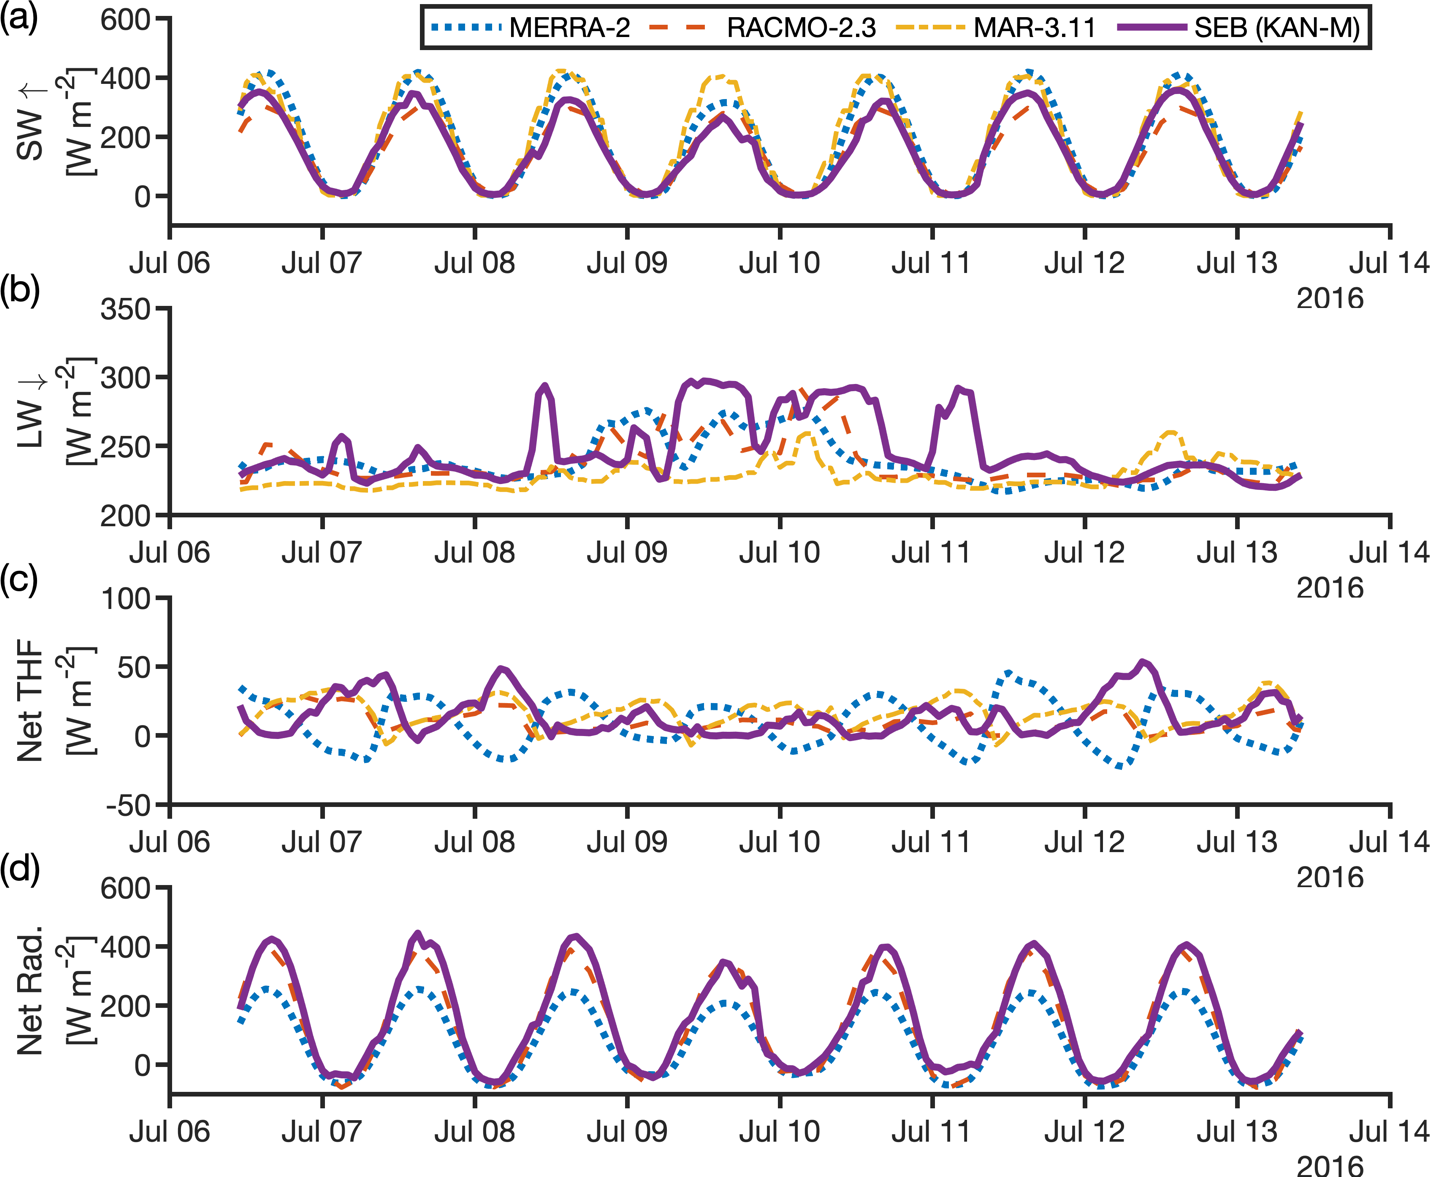 (a)
MERRA-2 RACMO-2.3 MAR-3.11 SEB (KAN-M)
SW ↑
[W m-2]
600
400
200
0
Jul 06 Jul 07 Jul 08 Jul 09 Jul 10 Jul 11 Jul 12 Jul 13 Jul 14
2016
(b)
LW ↓
[W m-2]
350
300
250
200
Jul 06 Jul 07 Jul 08 Jul 09 Jul 10 Jul 11 Jul 12 Jul 13 Jul 14
2016
(c)
Net THF
[W m-2]
100
50
0
-50
Jul 06 Jul 07 Jul 08 Jul 09 Jul 10 Jul 11 Jul 12 Jul 13 Jul 14
2016
(d)
Net Rad.
[W m-2]
600
400
200
0
Jul 06 Jul 07 Jul 08 Jul 09 Jul 10 Jul 11 Jul 12 Jul 13 Jul 14
2016